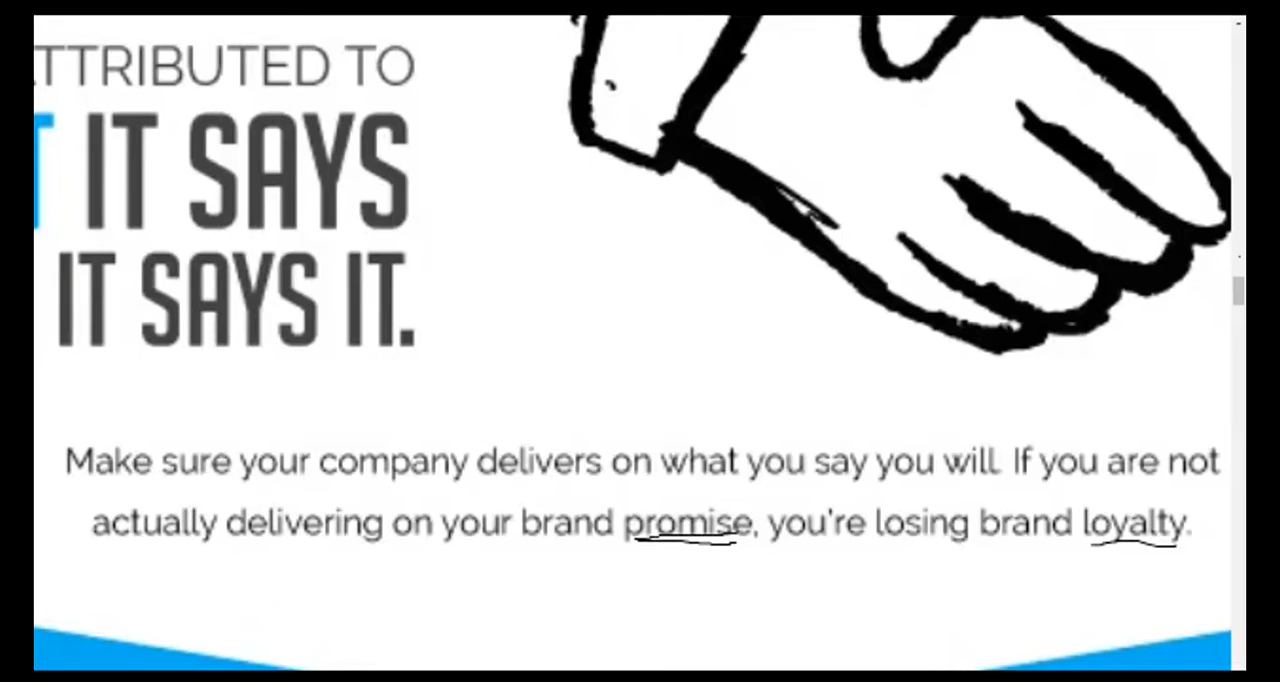 TTRIBUTED TO
IT SAYS
IT SAYS IT.
Make sure your company delivers on what you say you will. If you are not
actually delivering on your brand promise, you're losing brand loyalty.